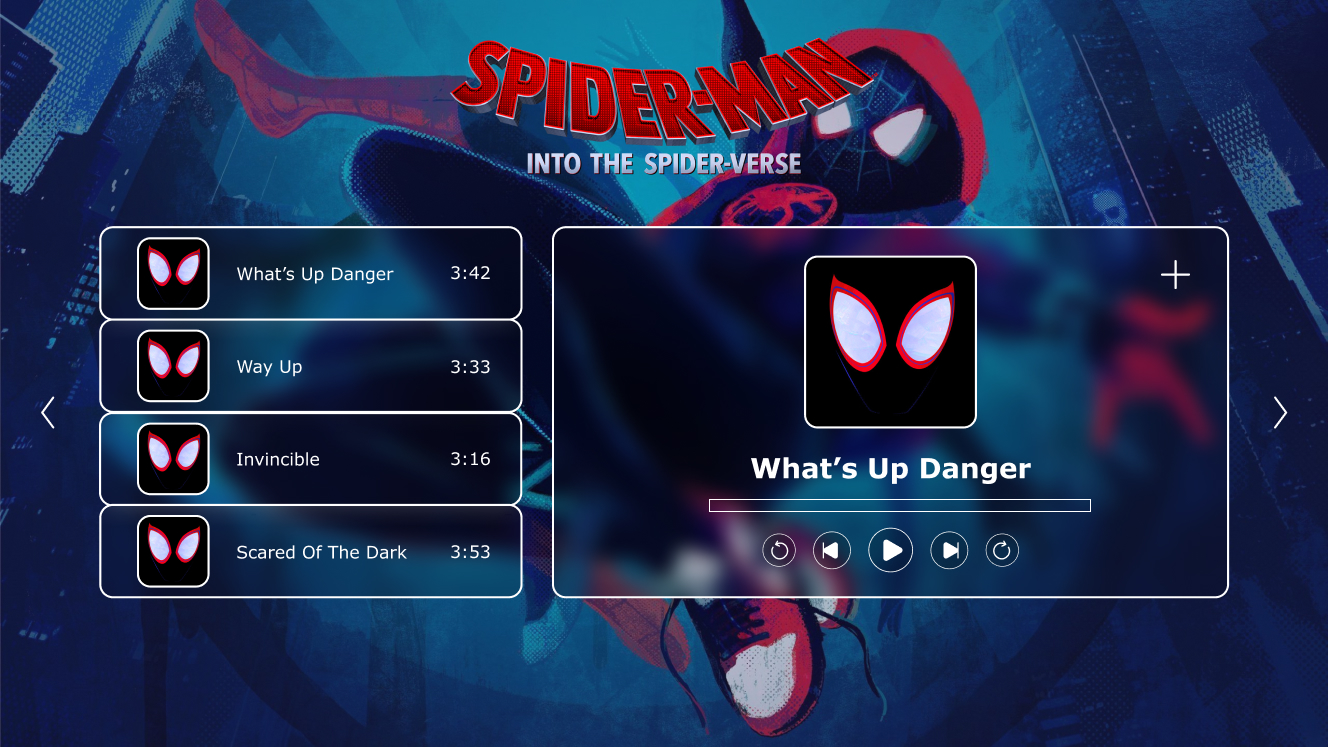 SPIDER-MAN
INTO THE SPIDER-VERSE
What’s Up Danger 3:42
Way Up 3:33
Invincible 3:16
Scared Of The Dark 3:53
What’s Up Danger